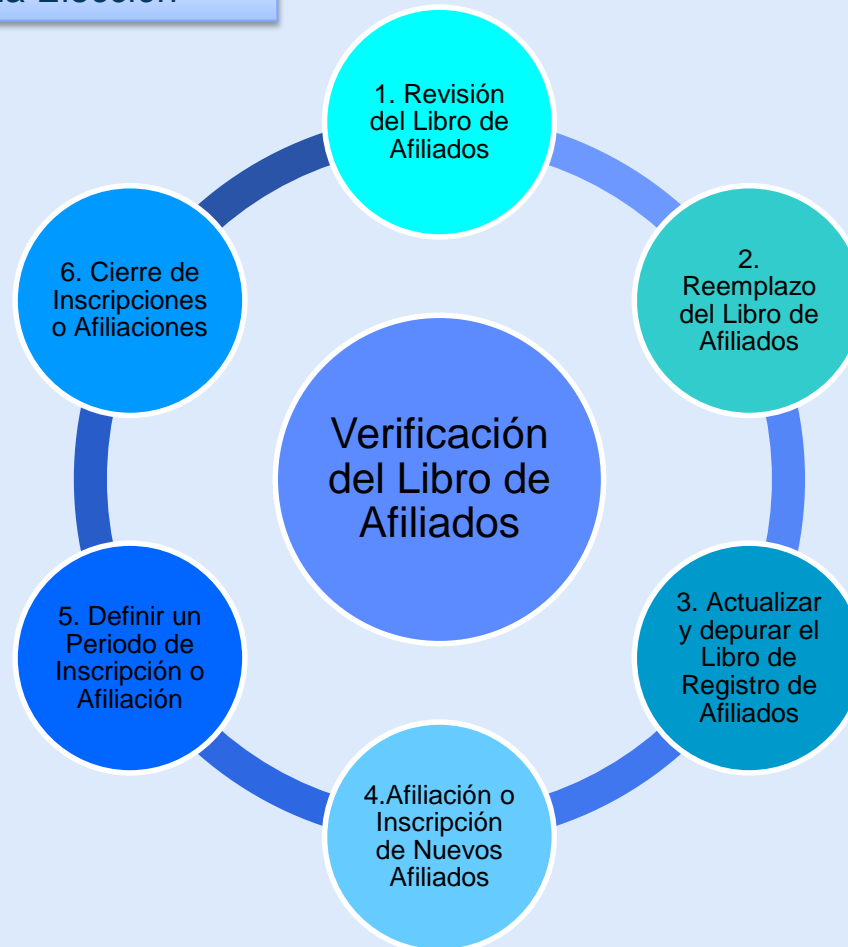 la Elección
1. Revisión
del Libro de
Afiliados
2.
Reemplazo
del Libro de
Afiliados
3. Actualizar
y depurar el
Libro de
Registro de
Afiliados
4.Afiliación o
Inscripción
de Nuevos
Afiliados
5. Definir un
Periodo de
Inscripción o
Afiliación
6. Cierre de
Inscripciones
o Afiliaciones
Verificación
del Libro de
Afiliados